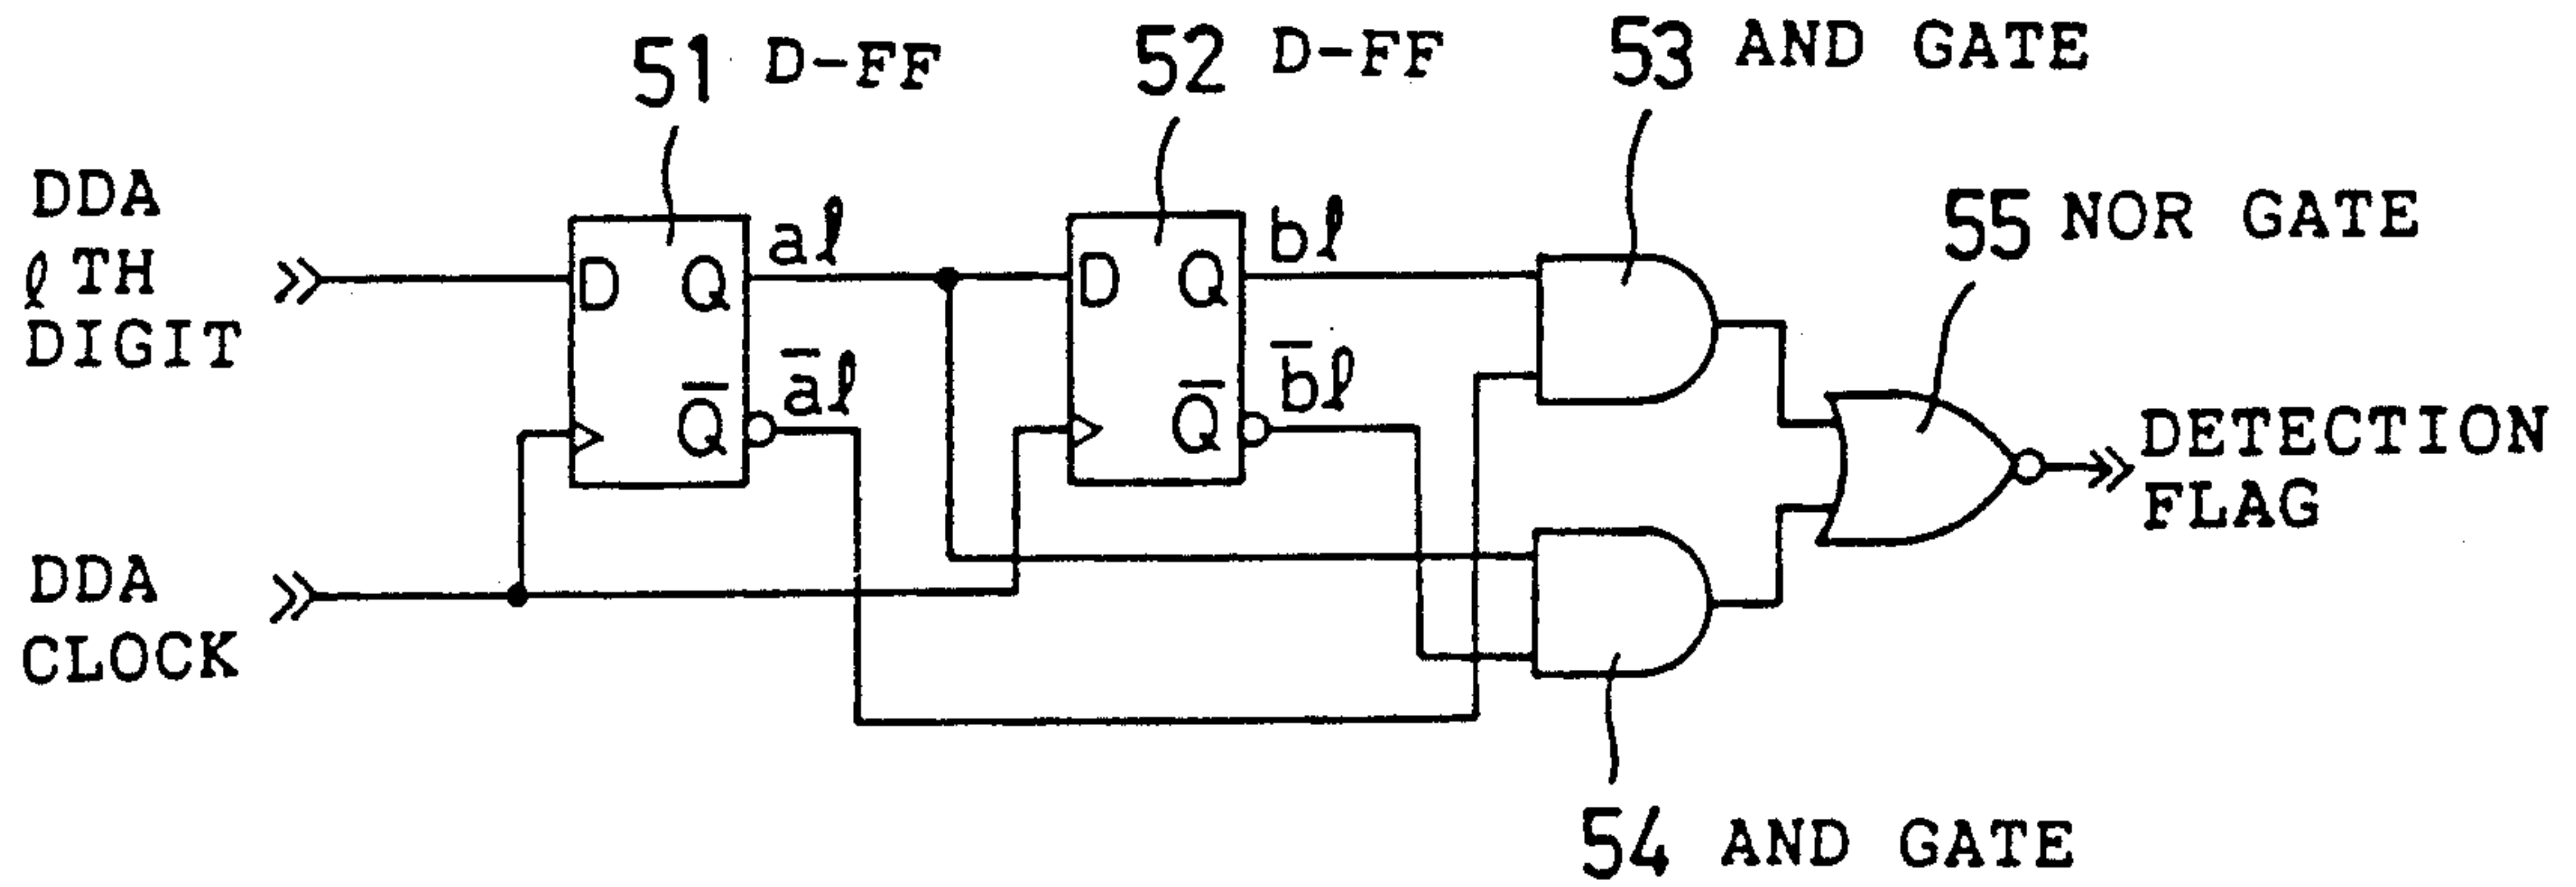 51 D-FF
52 D-FF
53 AND GATE
DDA
ℓ TH
DIGIT
aℓ
bℓ
55 NOR GATE
D Q
D Q
a̅ℓ
b̅ℓ
Q̅
Q̅
DETECTION
FLAG
DDA
CLOCK
54 AND GATE